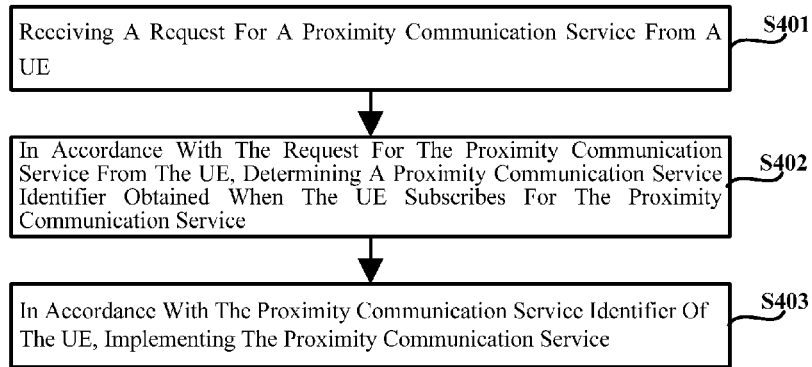 Receiving A Request For A Proximity Communication Service From A
UE
S401
In Accordance With The Request For The Proximity Communication
Service From The UE, Determining A Proximity Communication Service
Identifier Obtained When The UE Subscribes For The Proximity
Communication Service
S402
In Accordance With The Proximity Communication Service Identifier Of
The UE, Implementing The Proximity Communication Service
S403